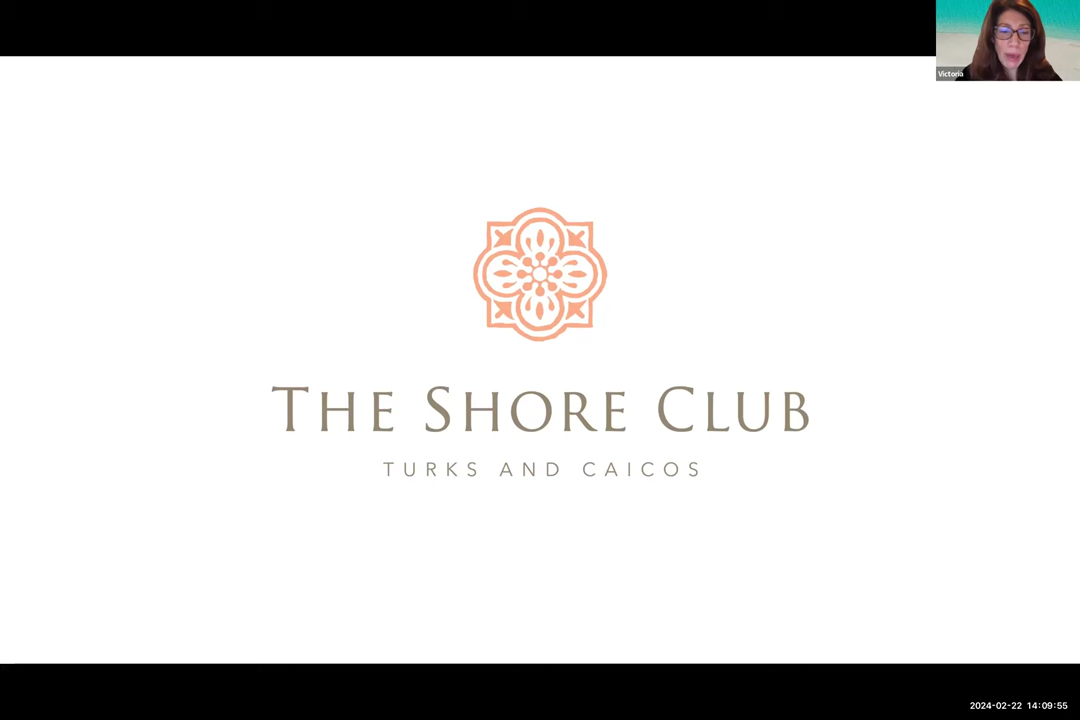 Victoria
THE SHORE CLUB
TURKS AND CAICOS
2024-02-22 14:09:55